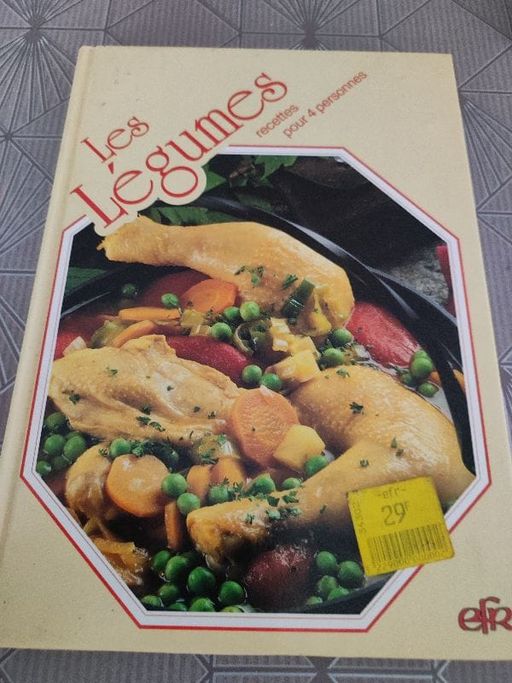 Les
Légumes
recettes
pour 4 personnes
-efr-
29F
efR